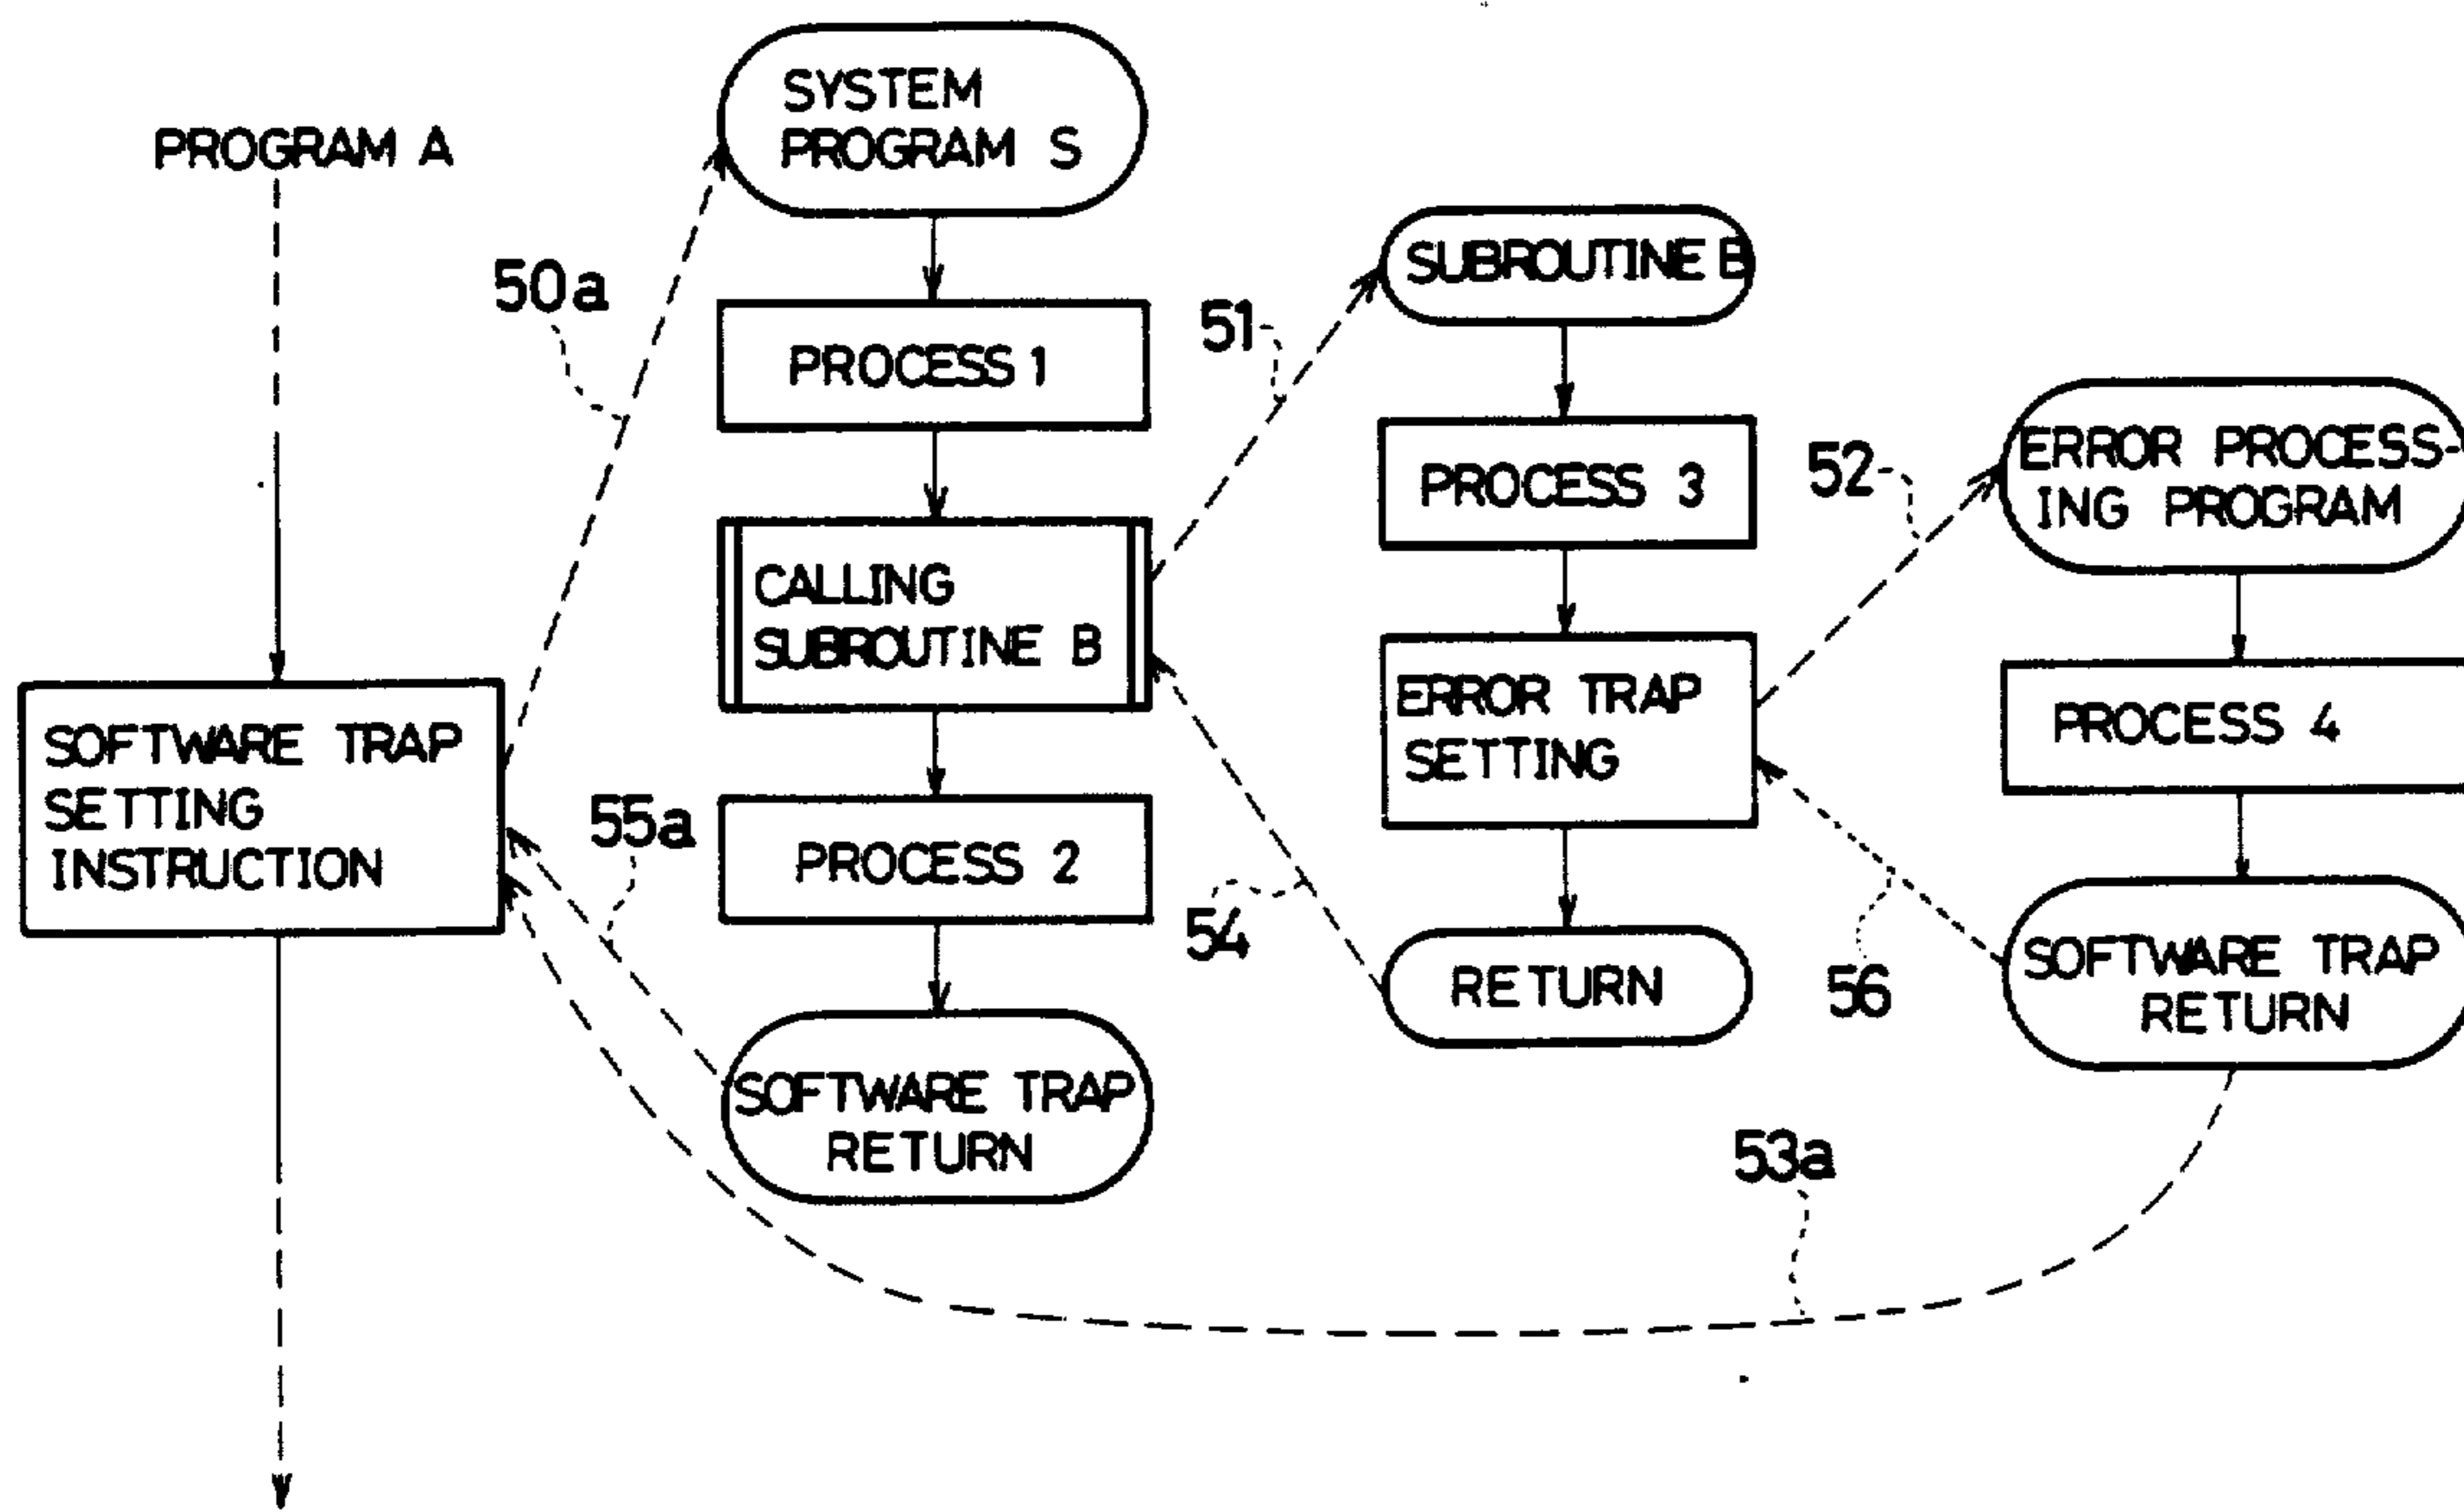 PROGRAM A
50a
SYSTEM
PROGRAM S
PROCESS 1
CALLING
SUBROUTINE B
PROCESS 2
SOFTWARE TRAP
RETURN
SOFTWARE TRAP
SETTING
INSTRUCTION
55a
51
SUBROUTINE B
PROCESS 3
ERROR TRAP
SETTING
RETURN
54
52
ERROR PROCESS-
ING PROGRAM
PROCESS 4
SOFTWARE TRAP
RETURN
56
53a